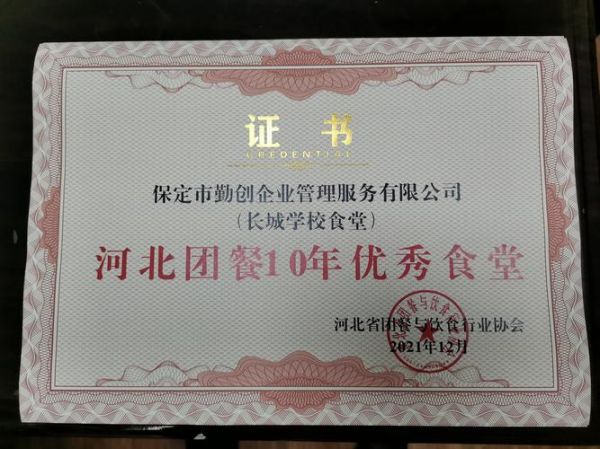 证书
CREDENTIAL
保定市勤创企业管理服务有限公司
（长城学校食堂）
河北团餐10年优秀食堂
河北省团餐与饮食行业协会
2021年12月